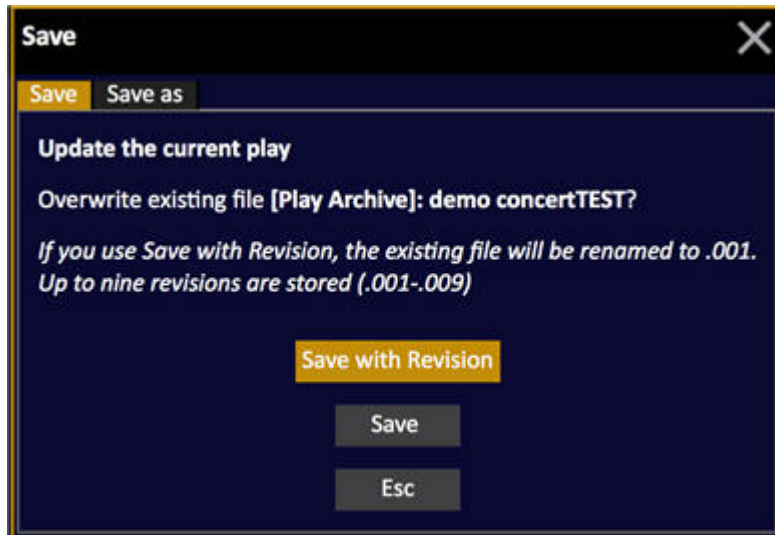 Save
Save Save as
Update the current play
Overwrite existing file [Play Archive]: demo concertTEST?
If you use Save with Revision, the existing file will be renamed to .001.
Up to nine revisions are stored (.001-.009)
Save with Revision
Save
Esc